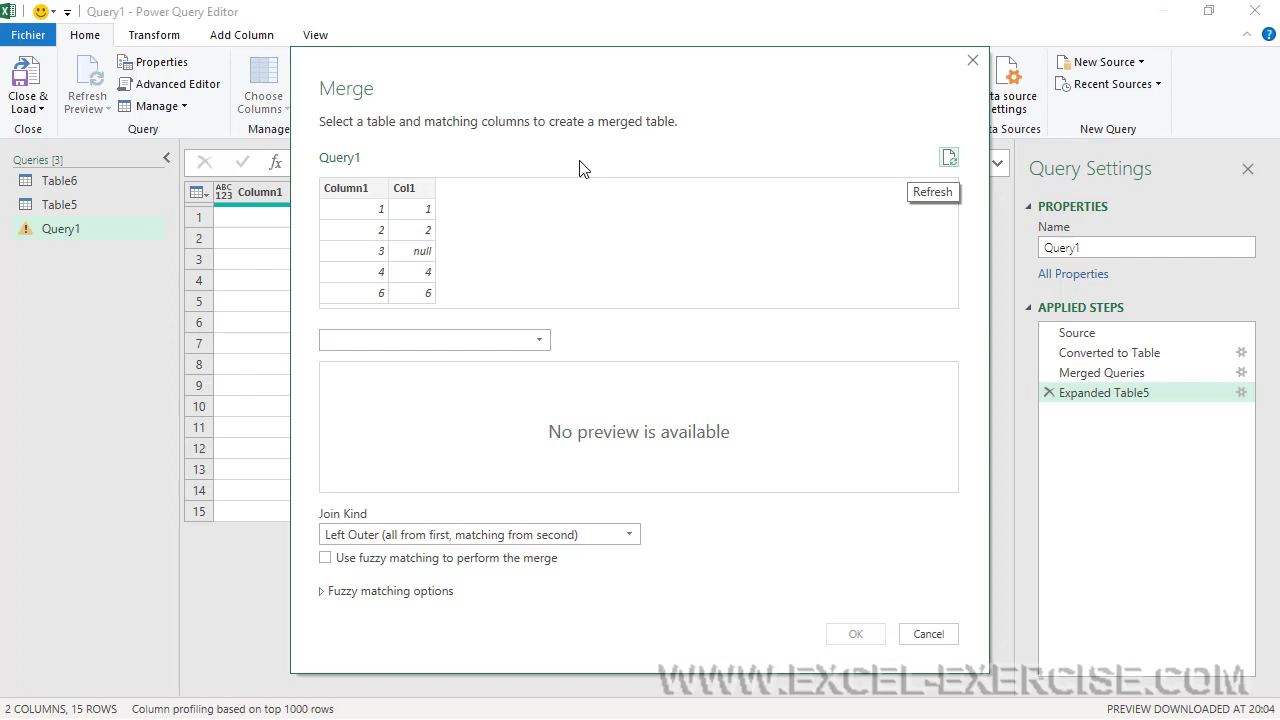 Query1 - Power Query Editor
Fichier Home Transform Add Column View
Close & Load
Close
Refresh Preview
Properties
Advanced Editor
Manage
Query
Choose Columns
Manage
ta source
settings
ta Sources
New Source
Recent Sources
New Query
Queries [3]
Table6
Table5
Query1
fx
ABC 123 Column1
1
2
3
4
5
6
7
8
9
10
11
12
13
14
15
Merge
Select a table and matching columns to create a merged table.
Query1
Refresh
Column1 Col1
1 1
2 2
3 null
4 4
6 6
No preview is available
Join Kind
Left Outer (all from first, matching from second)
Use fuzzy matching to perform the merge
Fuzzy matching options
OK Cancel
Query Settings
PROPERTIES
Name
Query1
All Properties
APPLIED STEPS
Source
Converted to Table
Merged Queries
Expanded Table5
WWW.EXCEL-EXERCISE.COM
2 COLUMNS, 15 ROWS Column profiling based on top 1000 rows PREVIEW DOWNLOADED AT 20:04